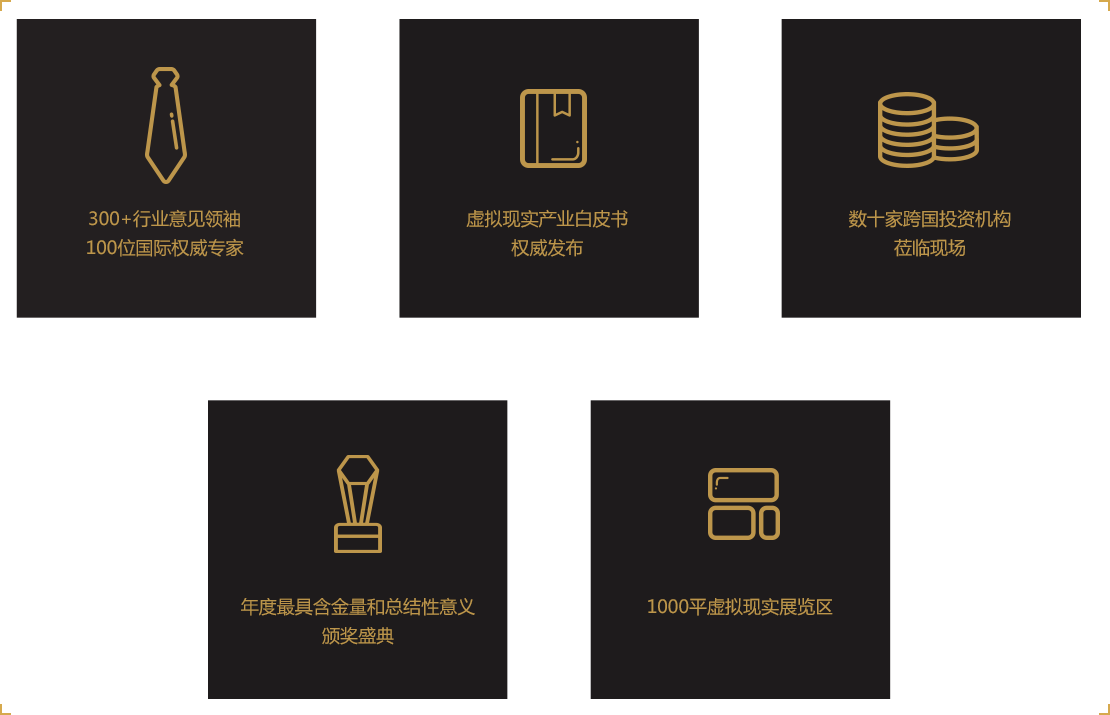 300+行业意见领袖
100位国际权威专家
虚拟现实产业白皮书
权威发布
数十家跨国投资机构
莅临现场
年度最具含金量和总结性意义
颁奖盛典
1000平虚拟现实展览区